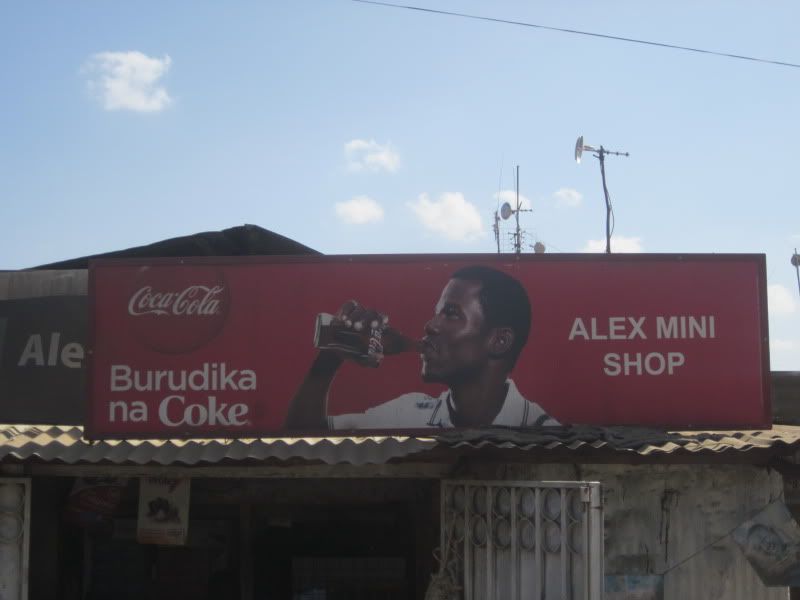 Coca-Cola
Burudika
na Coke
ALEX MINI
SHOP
Ale